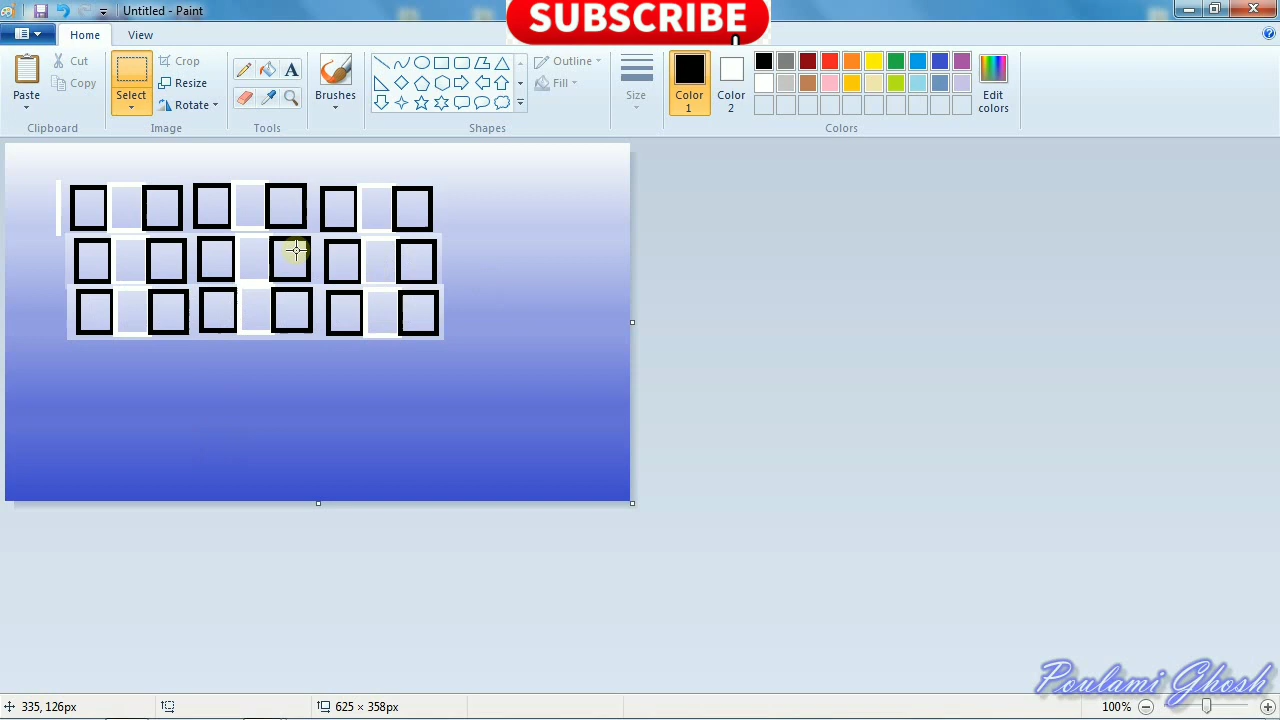 SUBSCRIBE
Untitled - Paint
Home
View
Paste
Cut
Copy
Clipboard
Select
Crop
Resize
Rotate
Image
A
Tools
Brushes
Outline
Fill
Shapes
Size
Color
1
Color
2
Edit
colors
Colors
Poulami Ghosh
335, 126px
625 × 358px
100%